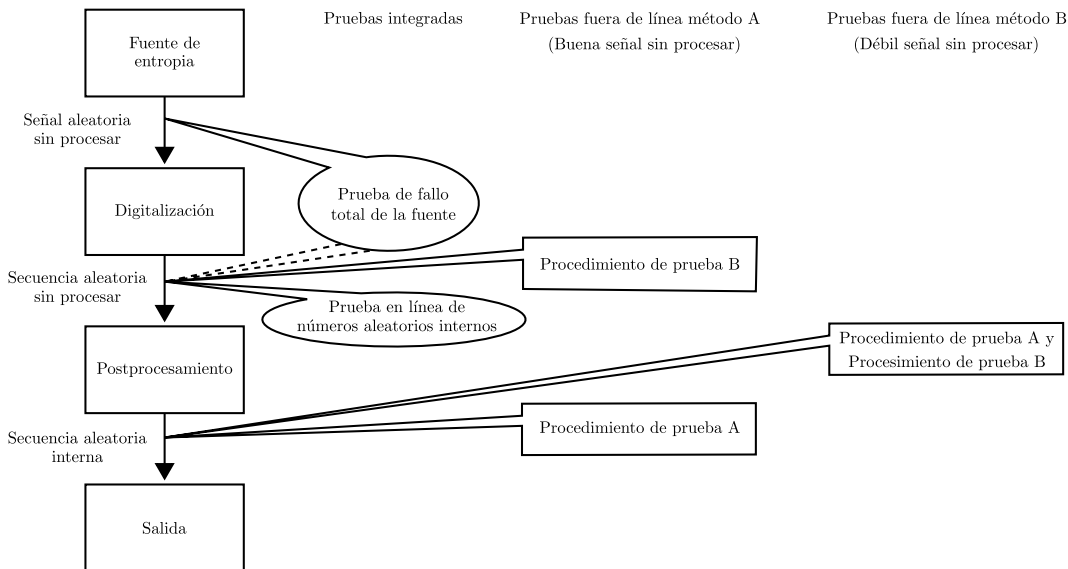 Pruebas integradas
Pruebas fuera de línea método A
(Buena señal sin procesar)
Pruebas fuera de línea método B
(Débil señal sin procesar)
Fuente de
entropia
Señal aleatoria
sin procesar
Prueba de fallo
total de la fuente
Digitalización
Procedimiento de prueba B
Secuencia aleatoria
sin procesar
Prueba en línea de
números aleatorios internos
Procedimiento de prueba A y
Procesimiento de prueba B
Postprocesamiento
Procedimiento de prueba A
Secuencia aleatoria
interna
Salida